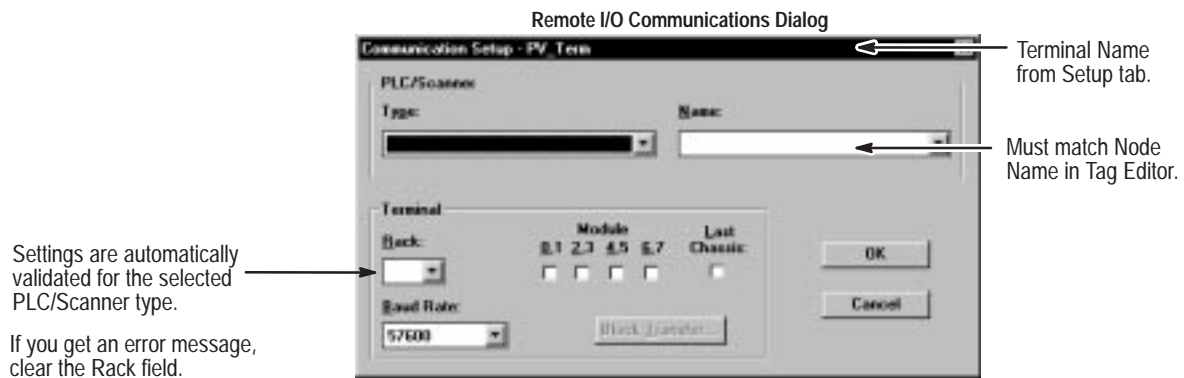 Remote I/O Communications Dialog
Communication Setup - PV_Term
Terminal Name
from Setup tab.
PLC/Scanner
Type:
Name:
Must match Node
Name in Tag Editor.
Terminal
Rack:
Module
0,1 2,3 4,5 6,7
Last
Chassis:
OK
Settings are automatically
validated for the selected
PLC/Scanner type.
Baud Rate:
57600
Block Transfer...
Cancel
If you get an error message,
clear the Rack field.